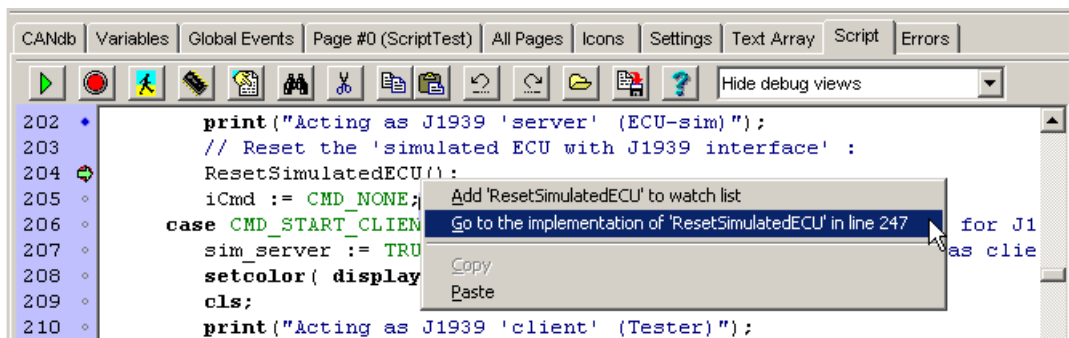 CANdb Variables Global Events Page #0 (ScriptTest) All Pages Icons Settings Text Array Script Errors
Hide debug views
202 print("Acting as J1939 'server' (ECU-sim)");
203 // Reset the 'simulated ECU with J1939 interface' :
204 ResetSimulatedECU();
205 iCmd := CMD_NONE;
Add 'ResetSimulatedECU' to watch list
206 case CMD_START_CLIEN
Go to the implementation of 'ResetSimulatedECU' in line 247
for J1
207 sim_server := TRU
as clie
Copy
208 setcolor( display
Paste
209 cls;
210 print("Acting as J1939 'client' (Tester)");